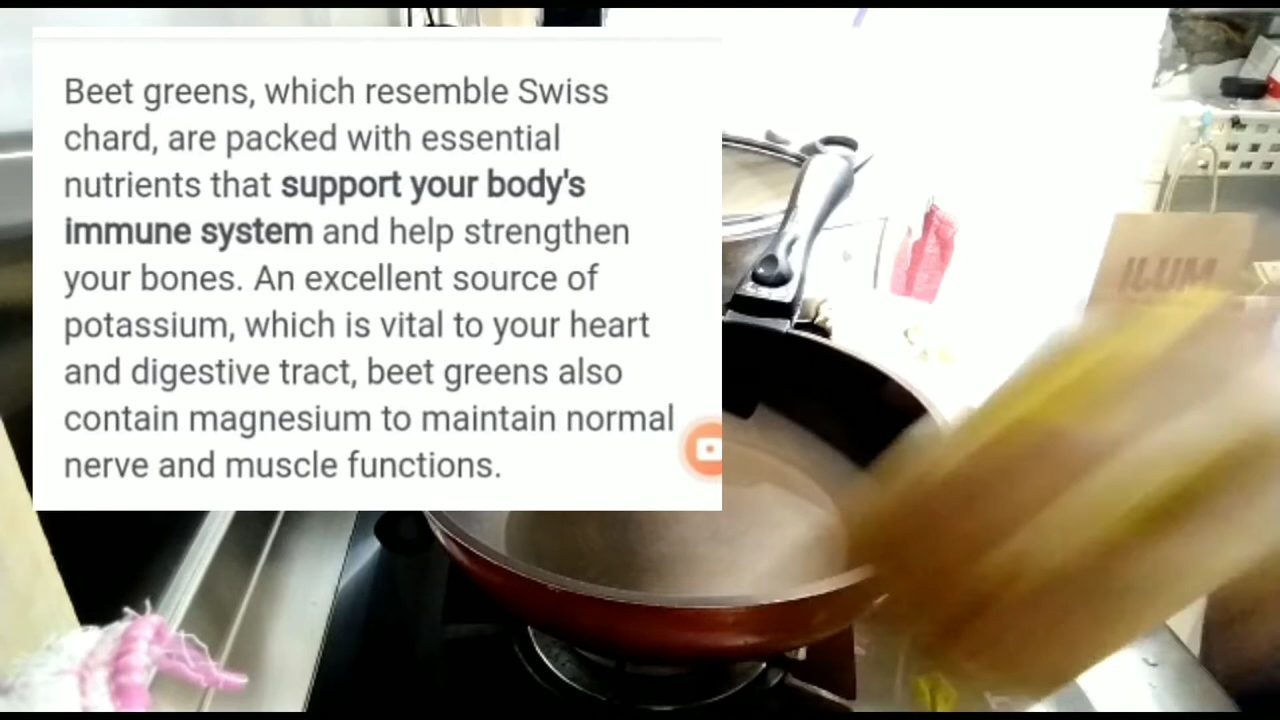 Beet greens, which resemble Swiss
chard, are packed with essential
nutrients that support your body's
immune system and help strengthen
your bones. An excellent source of
potassium, which is vital to your heart
and digestive tract, beet greens also
contain magnesium to maintain normal
nerve and muscle functions.
ILUM